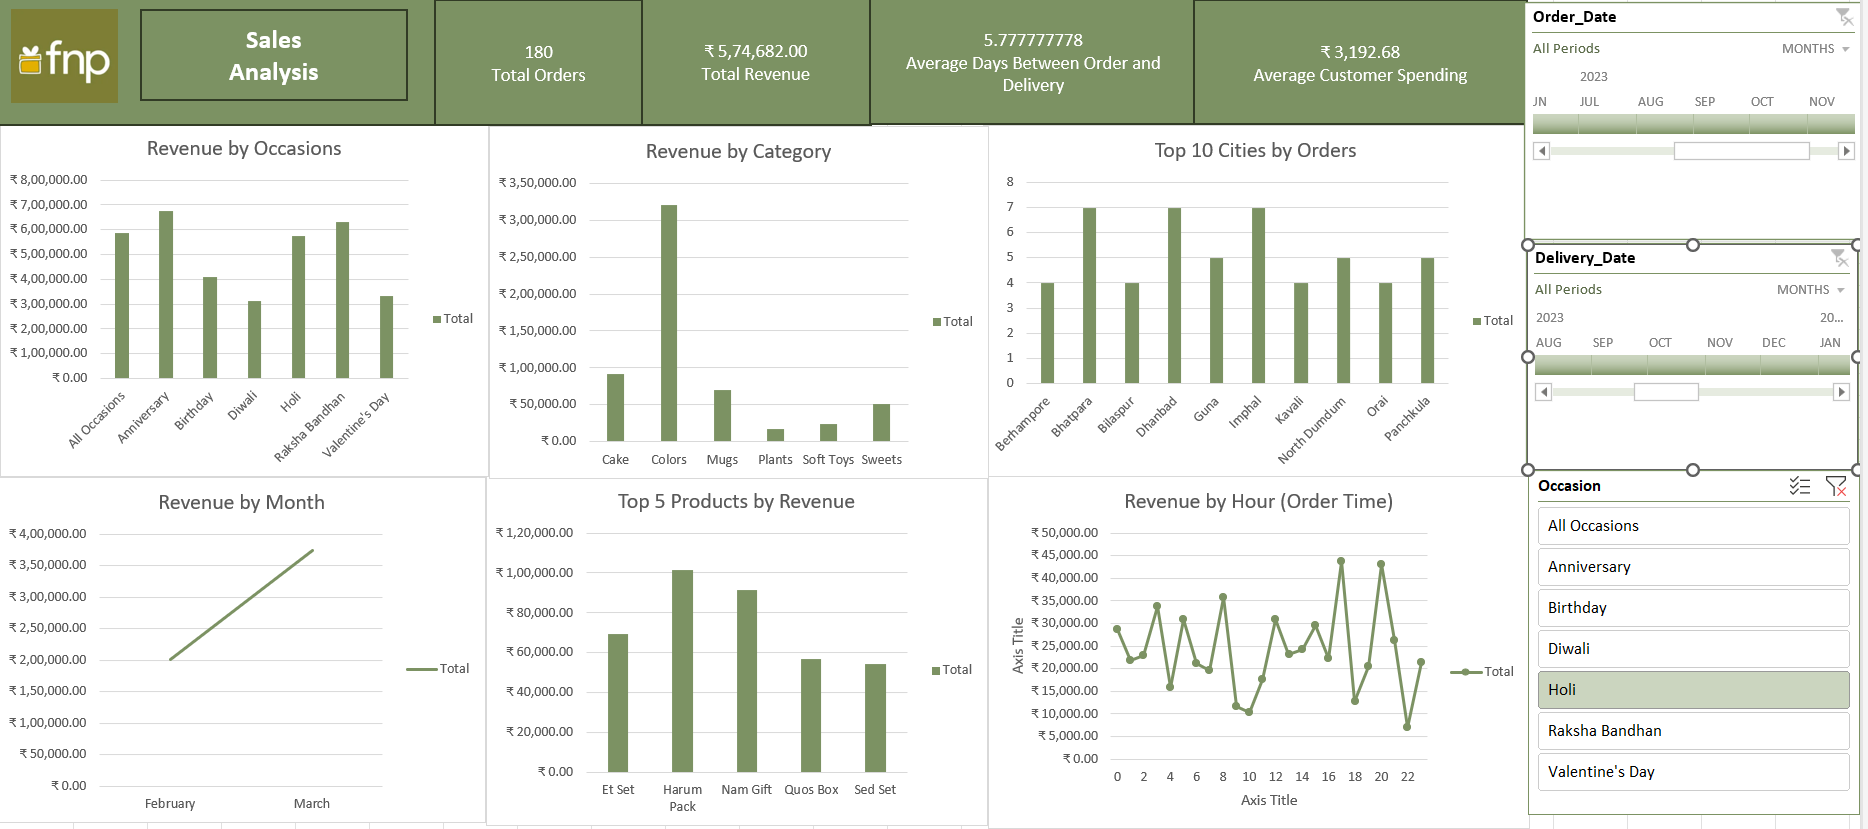 fnp
Sales
Analysis
180
Total Orders
₹ 5,74,682.00
Total Revenue
5.777777778
Average Days Between Order and
Delivery
₹ 3,192.68
Average Customer Spending
Order_Date
All Periods
MONTHS
2023
JN JUL AUG SEP OCT NOV
Revenue by Occasions
₹ 8,00,000.00
₹ 7,00,000.00
₹ 6,00,000.00
₹ 5,00,000.00
₹ 4,00,000.00
₹ 3,00,000.00
₹ 2,00,000.00
₹ 1,00,000.00
₹ 0.00
All Occasions
Anniversary
Birthday
Diwali
Holi
Raksha Bandhan
Valentine's Day
Total
Revenue by Category
₹ 3,50,000.00
₹ 3,00,000.00
₹ 2,50,000.00
₹ 2,00,000.00
₹ 1,50,000.00
₹ 1,00,000.00
₹ 50,000.00
₹ 0.00
Cake Colors Mugs Plants Soft Toys Sweets
Total
Top 10 Cities by Orders
8
7
6
5
4
3
2
1
0
Berhampore
Bhatpara
Bilaspur
Dhanbad
Guna
Imphal
Kavali
North Dumdum
Orai
Panchkula
Total
Delivery_Date
All Periods
MONTHS
2023 20...
AUG SEP OCT NOV DEC JAN
Revenue by Month
₹ 4,00,000.00
₹ 3,50,000.00
₹ 3,00,000.00
₹ 2,50,000.00
₹ 2,00,000.00
₹ 1,50,000.00
₹ 1,00,000.00
₹ 50,000.00
₹ 0.00
February March
Total
Top 5 Products by Revenue
₹ 1,20,000.00
₹ 1,00,000.00
₹ 80,000.00
₹ 60,000.00
₹ 40,000.00
₹ 20,000.00
₹ 0.00
Et Set Harum Nam Gift Quos Box Sed Set
Pack
Total
Revenue by Hour (Order Time)
Axis Title
₹ 50,000.00
₹ 45,000.00
₹ 40,000.00
₹ 35,000.00
₹ 30,000.00
₹ 25,000.00
₹ 20,000.00
₹ 15,000.00
₹ 10,000.00
₹ 5,000.00
₹ 0.00
0 2 4 6 8 10 12 14 16 18 20 22
Axis Title
Total
Occasion
All Occasions
Anniversary
Birthday
Diwali
Holi
Raksha Bandhan
Valentine's Day